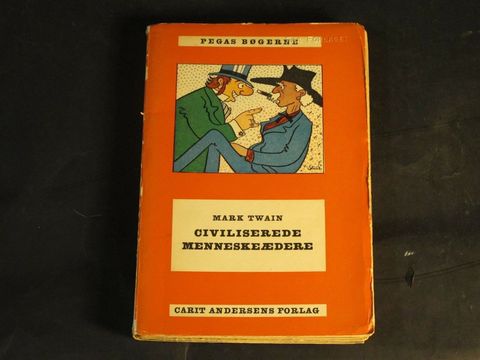 PEGAS BØGERNE
MARK TWAIN
CIVILISEREDE
MENNESKEÆDERE
CARIT ANDERSENS FORLAG